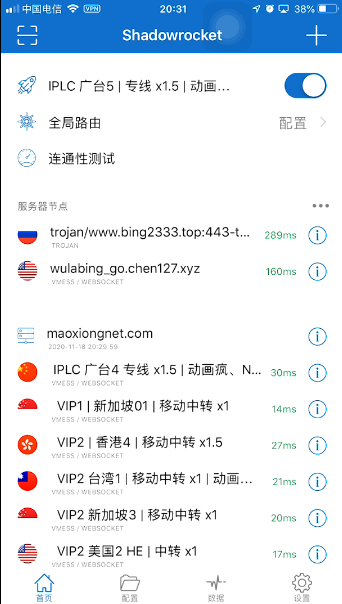 中国电信 VPN 20:31 38%
Shadowrocket
IPLC 广台5 | 专线 x1.5 | 动画…
全局路由 配置
连通性测试
服务器节点
trojan/www.bing2333.top:443-t... 289ms
TROJAN
wulabing_go.chen127.xyz 160ms
VMESS / WEBSOCKET
maoxiongnet.com
2020-11-18 20:29:59
IPLC 广台4 专线 x1.5 | 动画疯、N... 30ms
VMESS / WEBSOCKET
VIP1 | 新加坡01 | 移动中转 x1 14ms
VMESS / WEBSOCKET
VIP2 | 香港4 | 移动中转 x1.5 27ms
VMESS / WEBSOCKET
VIP2 台湾1 | 移动中转 x1 | 动画… 21ms
VMESS / WEBSOCKET
VIP2 新加坡3 | 移动中转 x1 20ms
VMESS / WEBSOCKET
VIP2 美国2 HE | 中转 x1 17ms
VMESS / WEBSOCKET
首页 配置 数据 设置